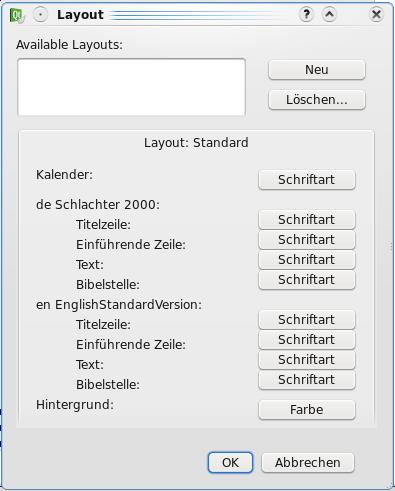 Layout
Available Layouts:
Neu
Löschen...
Layout: Standard
Kalender: Schriftart
de Schlachter 2000:
Titelzeile: Schriftart
Einführende Zeile: Schriftart
Text: Schriftart
Bibelstelle: Schriftart
en EnglishStandardVersion:
Titelzeile: Schriftart
Einführende Zeile: Schriftart
Text: Schriftart
Bibelstelle: Schriftart
Hintergrund: Farbe
OK Abbrechen